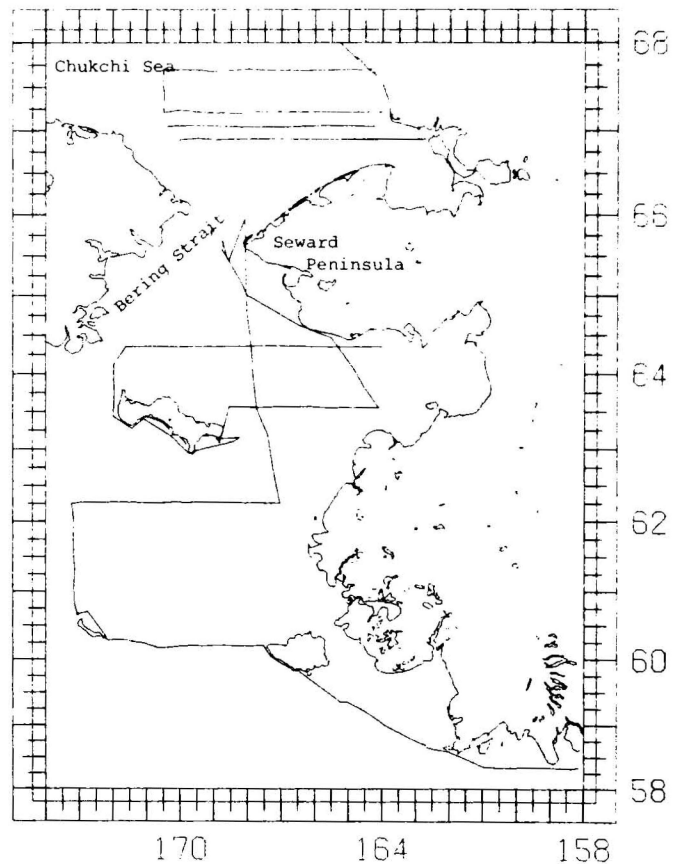 68
Chukchi Sea
66
Bering Strait
Seward
Peninsula
64
62
60
58
170 164 158